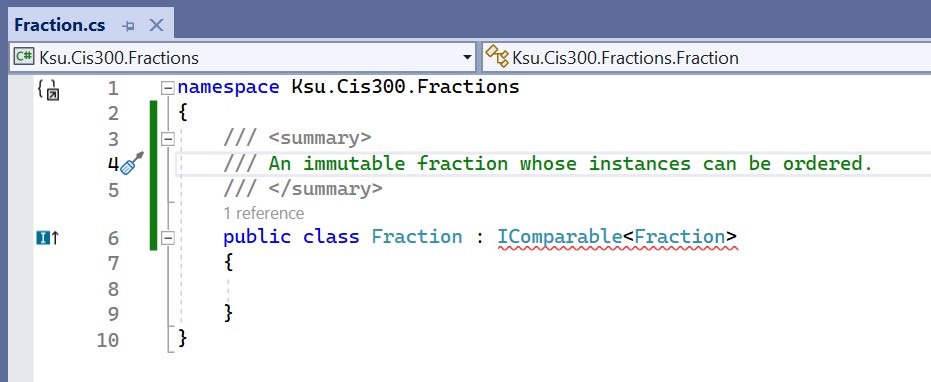 Fraction.cs
C# Ksu.Cis300.Fractions Ksu.Cis300.Fractions.Fraction
1 namespace Ksu.Cis300.Fractions
2 {
3 /// <summary>
4 /// An immutable fraction whose instances can be ordered.
5 /// </summary>
1 reference
6 public class Fraction : IComparable<Fraction>
7 {
8
9 }
10 }